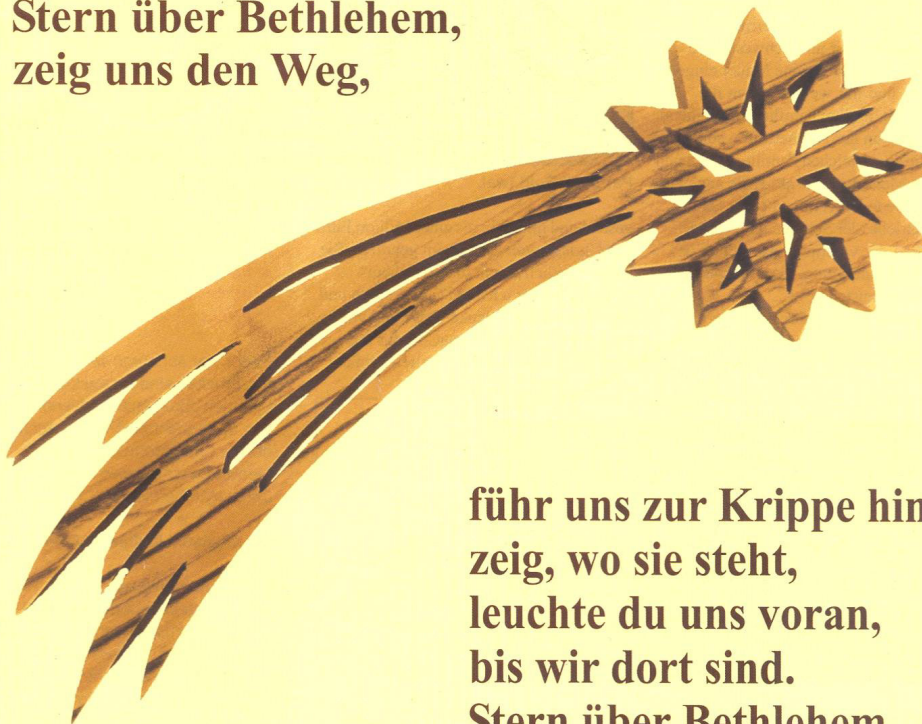 Stern über Bethlehem,
zeig uns den Weg,
führ uns zur Krippe hin
zeig, wo sie steht,
leuchte du uns voran,
bis wir dort sind.
Stern über Bethlehem